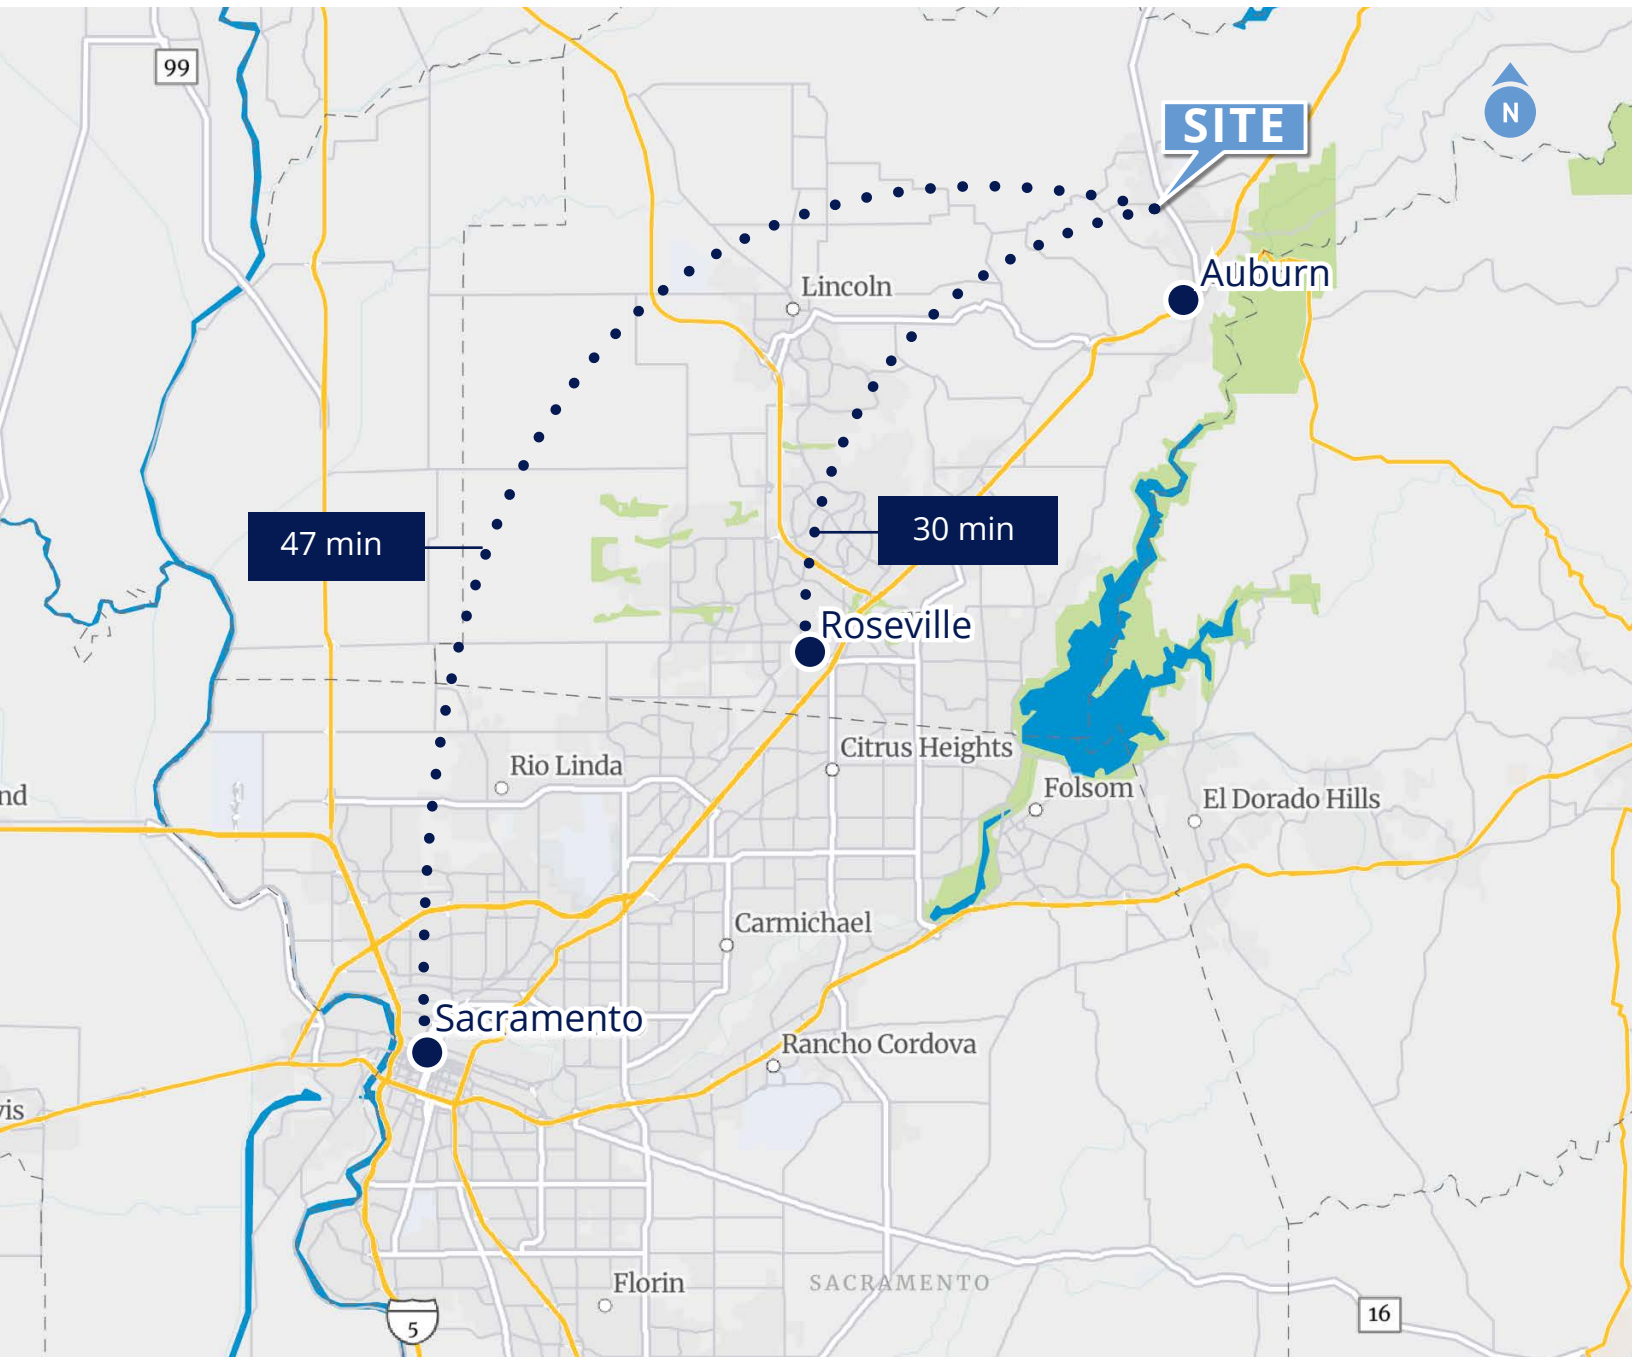 99
N
SITE
Auburn
Lincoln
30 min
47 min
Roseville
Citrus Heights
Rio Linda
Folsom
nd
El Dorado Hills
Carmichael
Sacramento
Rancho Cordova
vis
Florin
SACRAMENTO
16
5